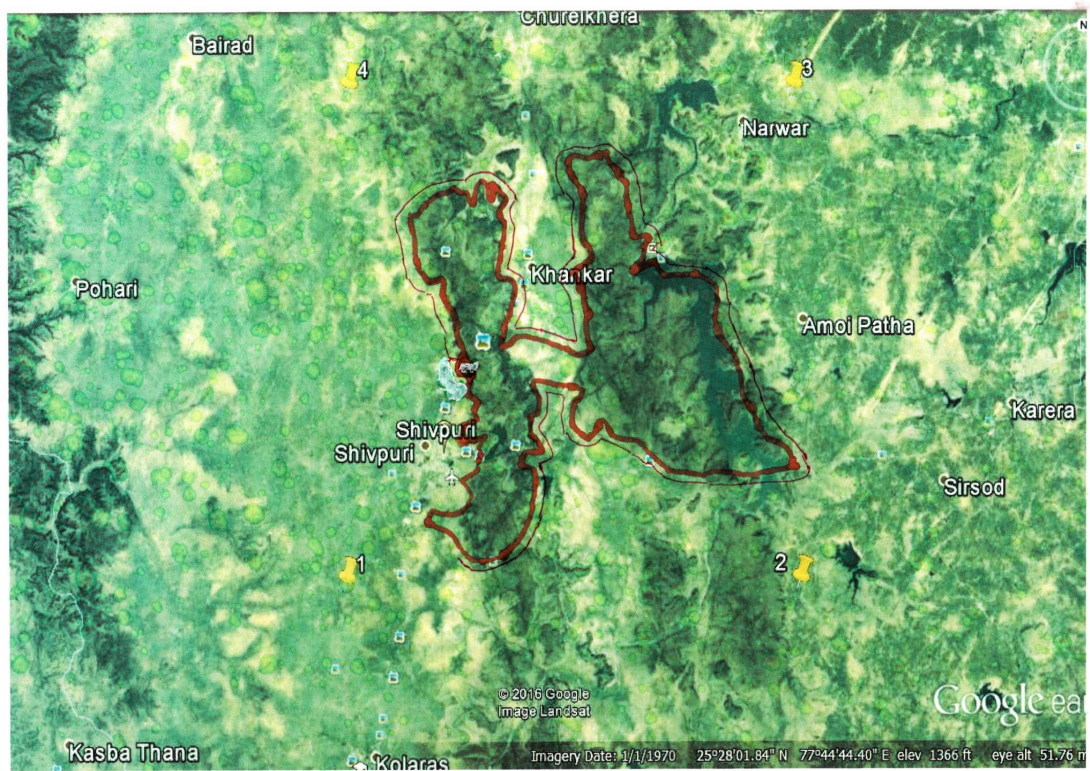 Churelkhera
N
Bairad
4
3
Narwar
Khankar
Pohari
Amoi Patha
Karera
Shivpuri
Shivpuri
Sirsod
1
2
© 2016 Google
Image Landsat
Google ear
Kasba Thana
Kolaras
Imagery Date: 1/1/1970 25°28'01.84" N 77°44'44.40" E elev 1366 ft eye alt 51.76 m